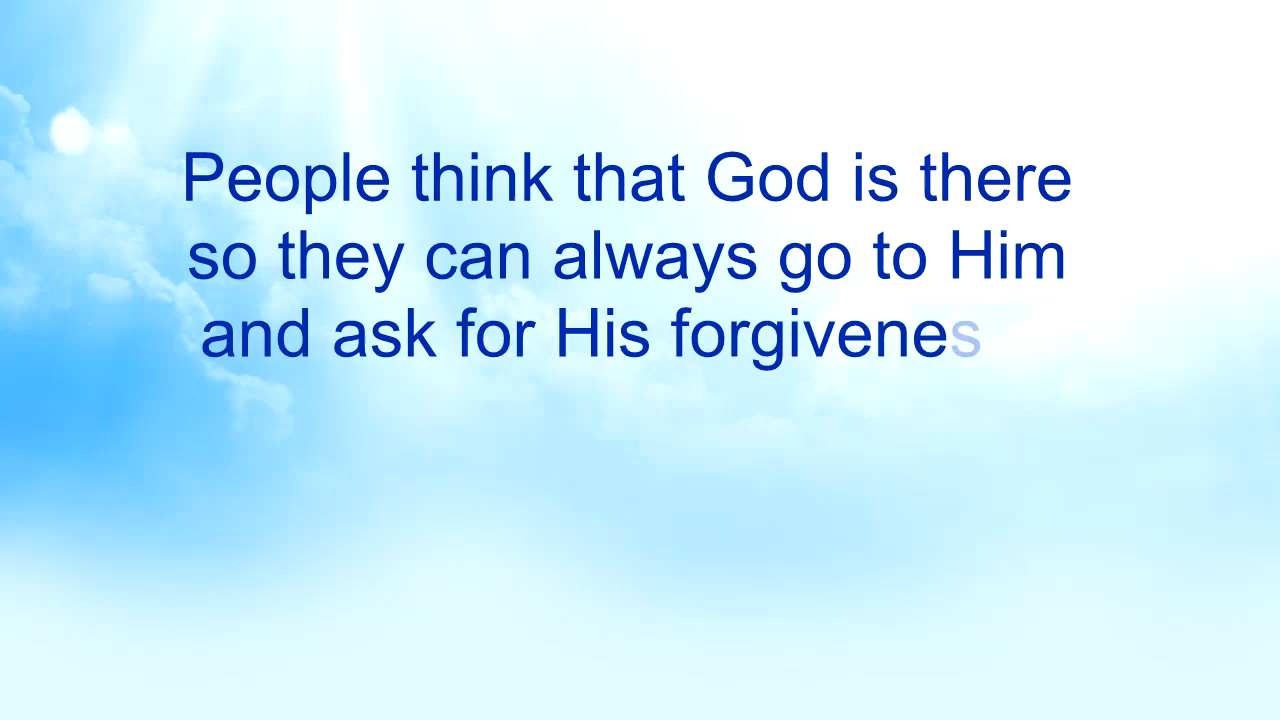 People think that God is there
so they can always go to Him
and ask for His forgivenes